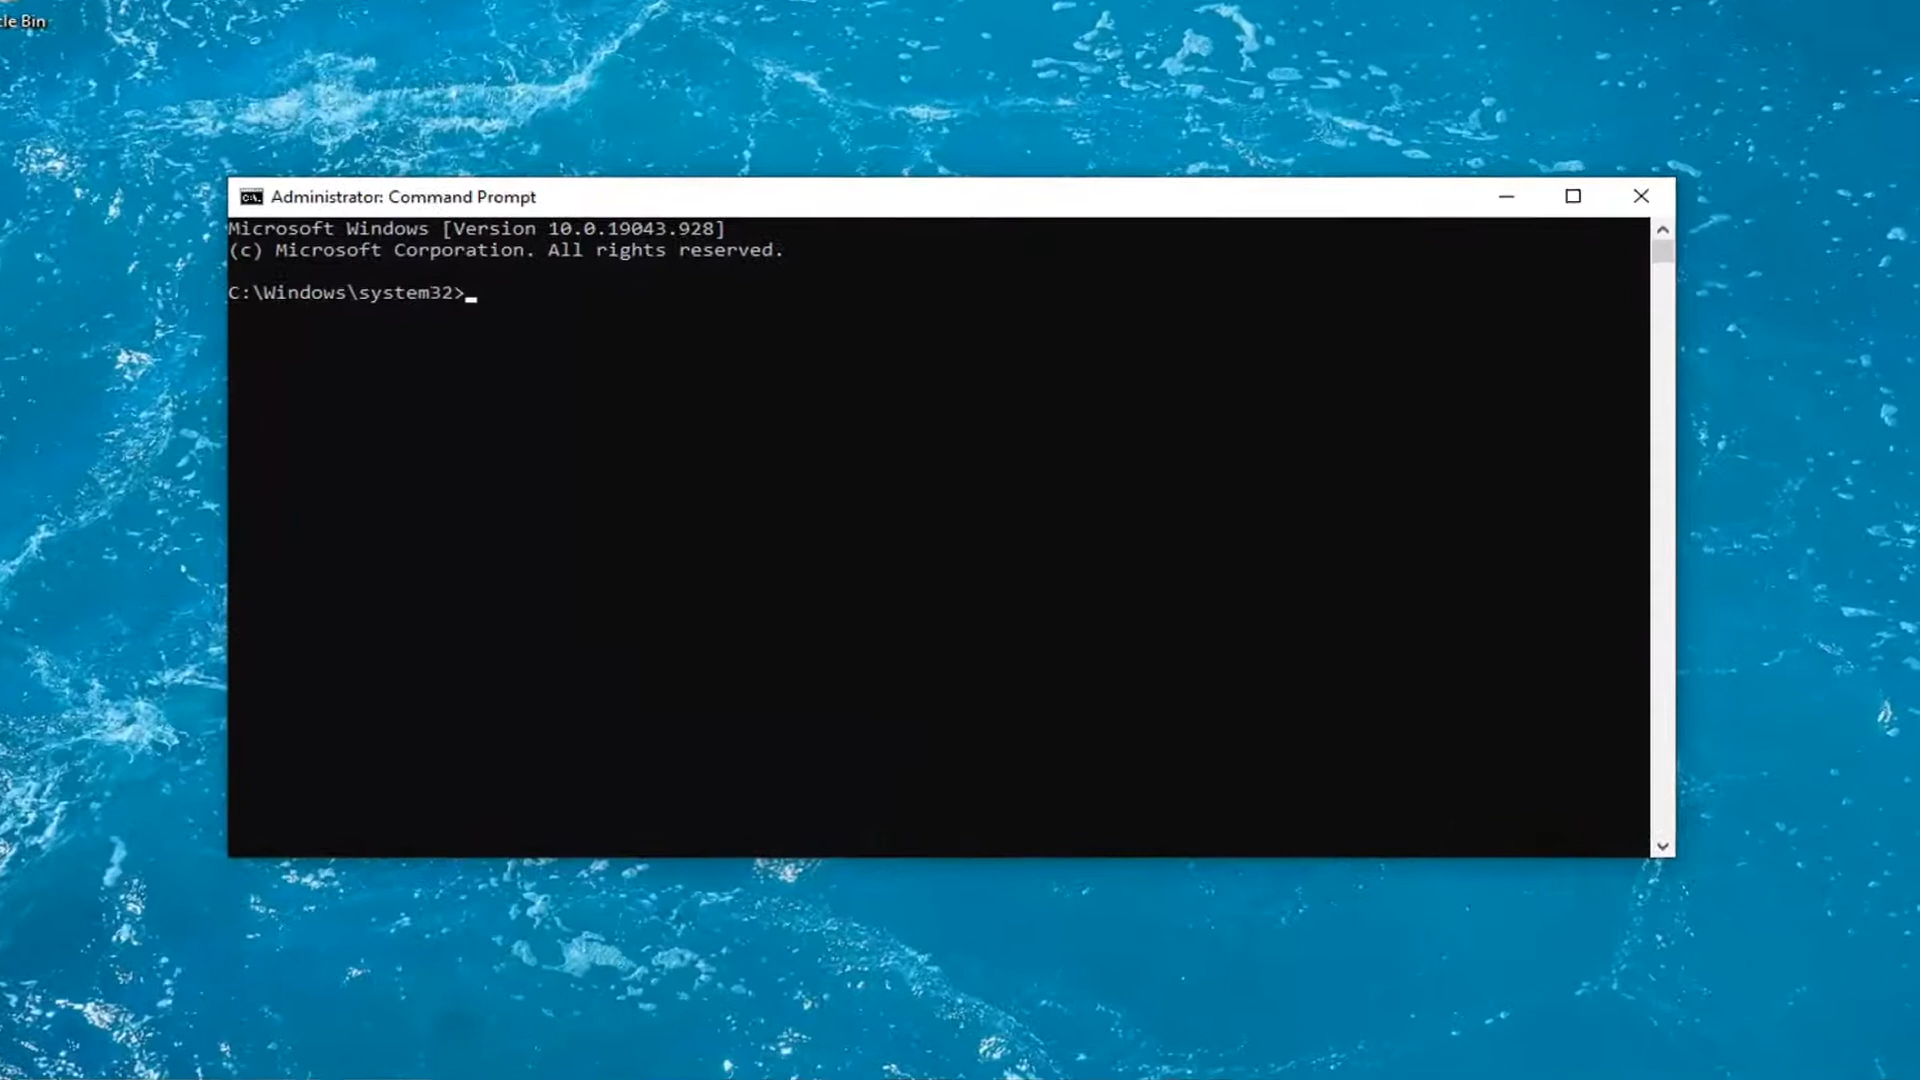 cle Bin
Administrator: Command Prompt
Microsoft Windows [Version 10.0.19043.928]
(c) Microsoft Corporation. All rights reserved.
C:\Windows\system32>